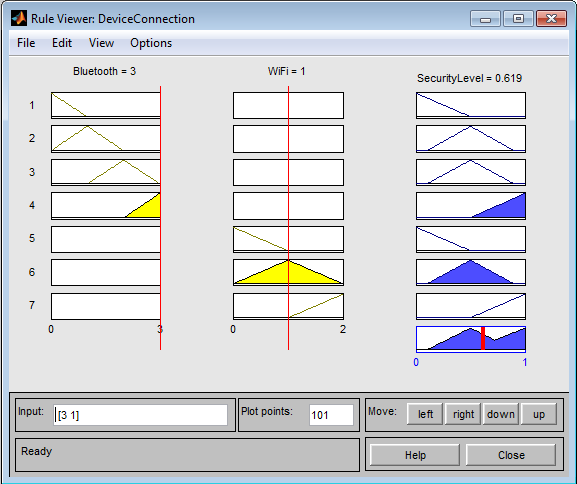 Rule Viewer: DeviceConnection
File Edit View Options
Bluetooth = 3 WiFi = 1 SecurityLevel = 0.619
1
2
3
4
5
6
7
0 3 0 2
0 1
Input: [3 1] Plot points: 101 Move: left right down up
Ready Help Close